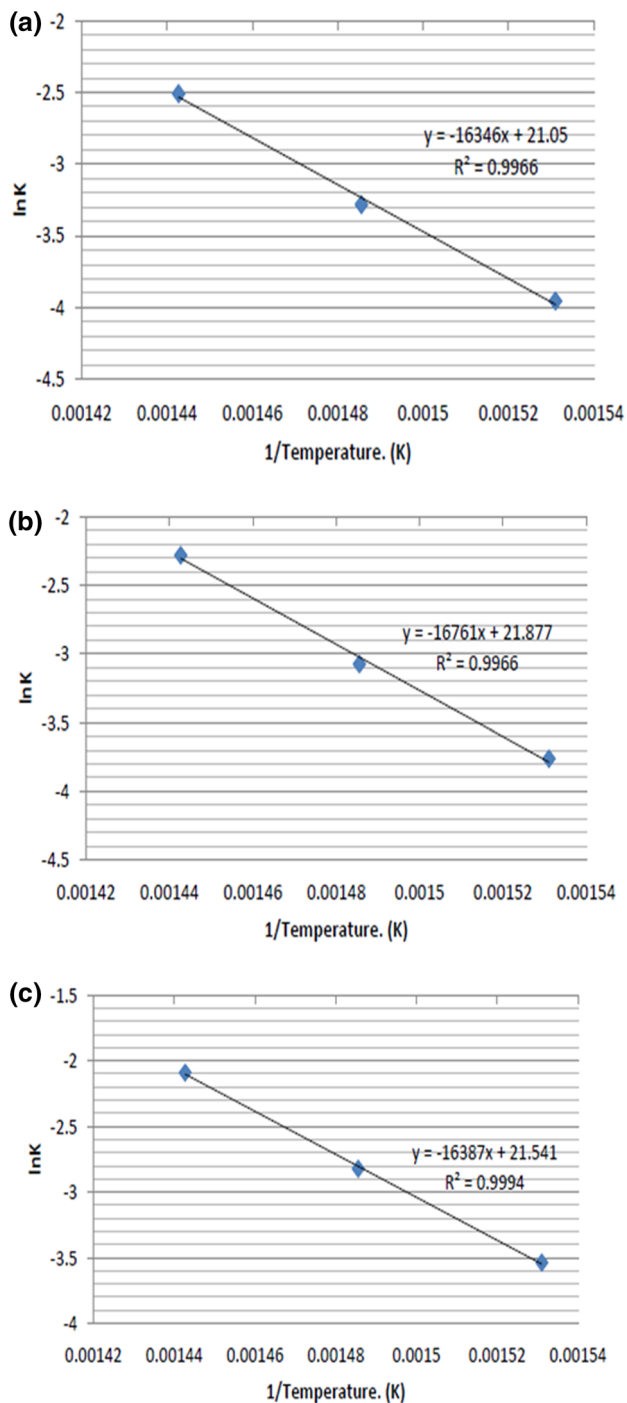 (a)
-2
-2.5
-3
-3.5
-4
-4.5
lnK
y = -16346x + 21.05
R² = 0.9966
0.00142 0.00144 0.00146 0.00148 0.0015 0.00152 0.00154
1/Temperature. (K)
(b)
-2
-2.5
-3
-3.5
-4
-4.5
lnK
y = -16761x + 21.877
R² = 0.9966
0.00142 0.00144 0.00146 0.00148 0.0015 0.00152 0.00154
1/Temperature. (K)
(c)
-1.5
-2
-2.5
-3
-3.5
-4
lnK
y = -16387x + 21.541
R² = 0.9994
0.00142 0.00144 0.00146 0.00148 0.0015 0.00152 0.00154
1/Temperature. (K)